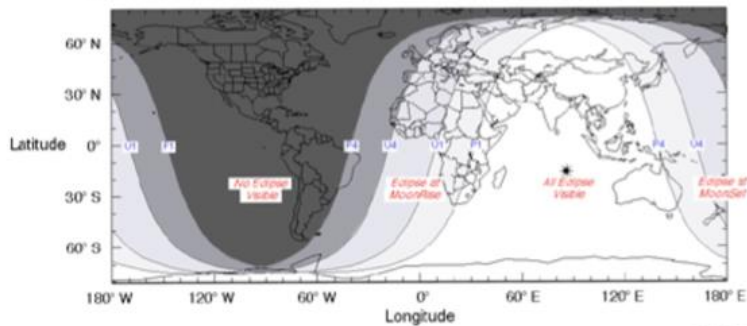 60° N
30° N
Latitude
0°
30° S
60° S
U1
P1
P4
U4
U1
P1
P4
U4
No Eclipse
Visible
Eclipse at
MoonRise
All Eclipse
Visible
Eclipse at
MoonSet
180° W
120° W
60° W
0°
60° E
120° E
180° E
Longitude